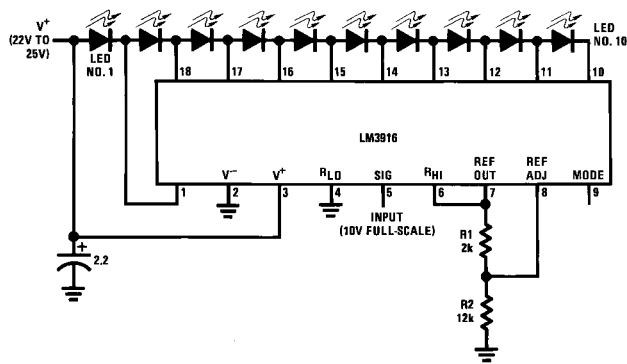 V+
(22V TO
25V)
LED
NO. 1
LED
NO. 10
18 17 16 15 14 13 12 11 10
LM3916
V− V+ RLO SIG RHI REF OUT REF ADJ MODE
1 2 3 4 5 6 7 8 9
INPUT
(10V FULL-SCALE)
+
2.2
R1
2k
R2
12k